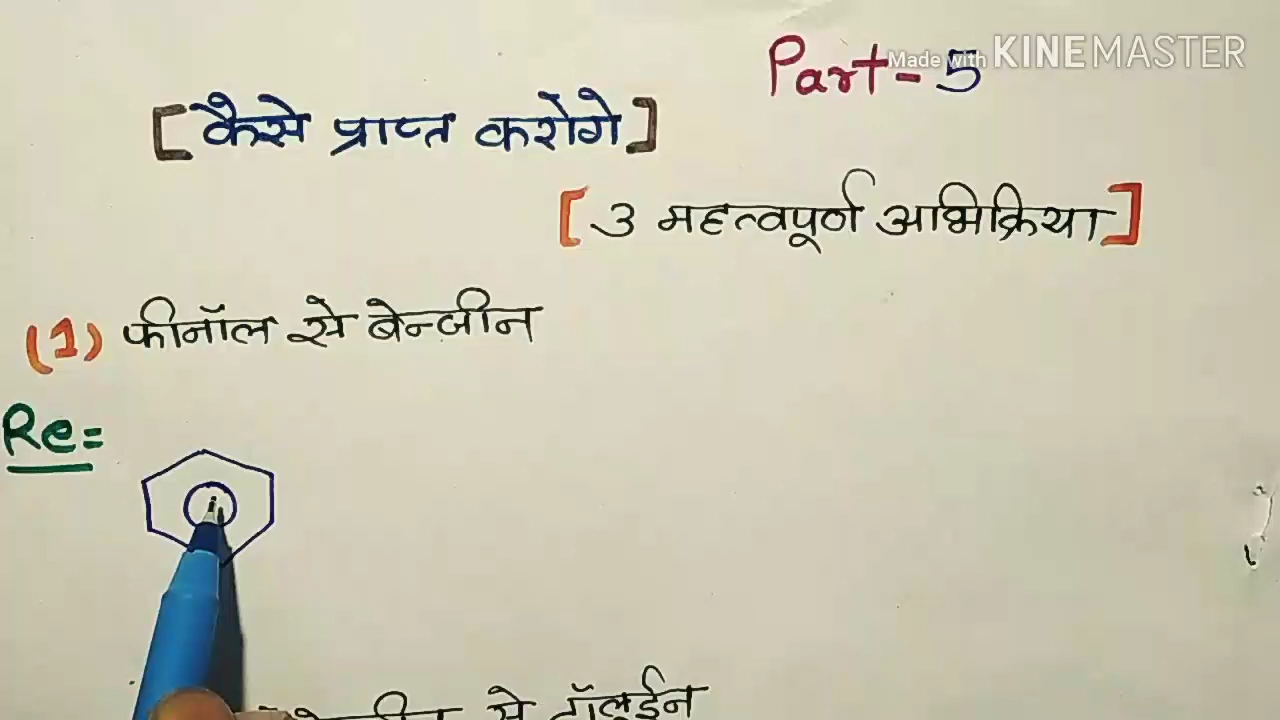 Part-5
Made with KINEMASTER
[कैसे प्राप्त करोगे]
[3 महत्वपूर्ण अभिक्रिया]
(1) फीनॉल से बेन्जीन
Re=
से टॉलूईन